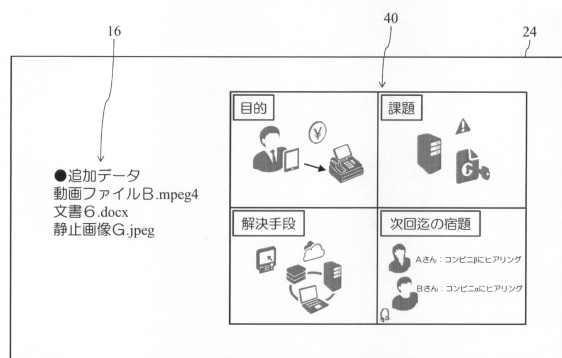 16
40
24
目的
¥
課題
G
●追加データ
動画ファイルB.mpeg4
文書6.docx
静止画像G.jpeg
解決手段
次回迄の宿題
Aさん：コンビニβにヒアリング
Bさん：コンビニαにヒアリング